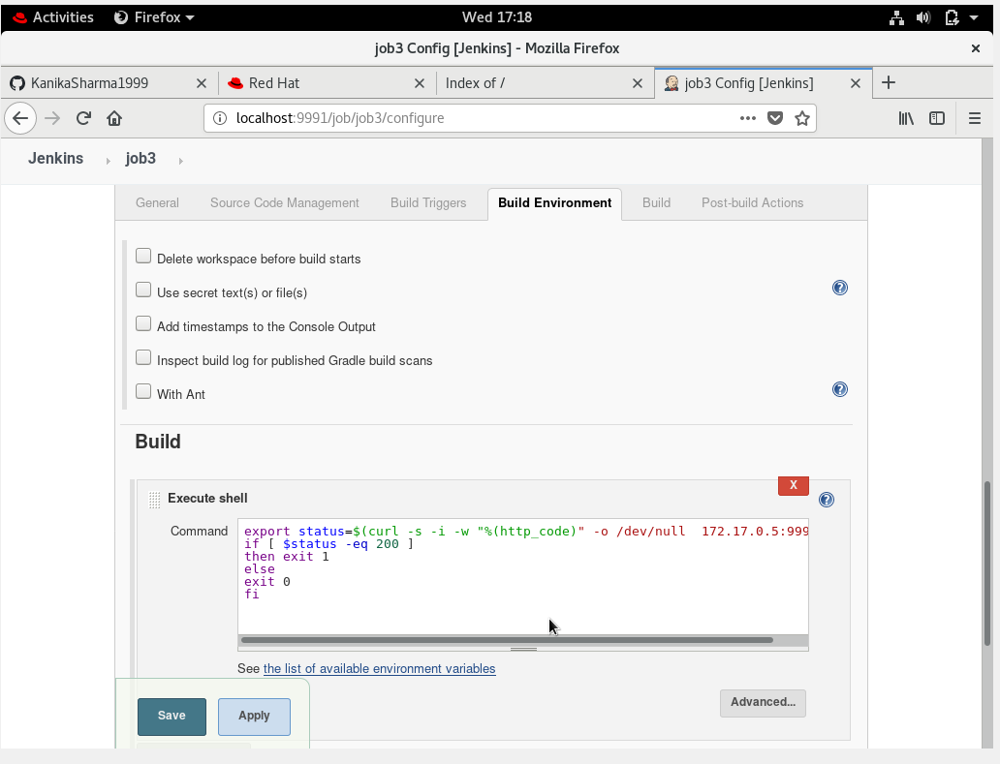 Activities Firefox Wed 17:18
job3 Config [Jenkins] - Mozilla Firefox
KanikaSharma1999 Red Hat Index of / job3 Config [Jenkins]
localhost:9991/job/job3/configure
Jenkins job3
General Source Code Management Build Triggers Build Environment Build Post-build Actions
Delete workspace before build starts
Use secret text(s) or file(s)
Add timestamps to the Console Output
Inspect build log for published Gradle build scans
With Ant
Build
X
Execute shell
Command
export status=$(curl -s -i -w "%(http_code)" -o /dev/null  172.17.0.5:999
if [ $status -eq 200 ]
then exit 1
else
exit 0
fi
See the list of available environment variables
Advanced...
Save Apply